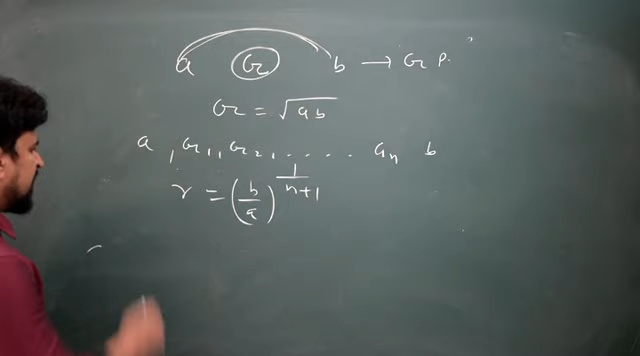 a G b → G P.
G = √ab
a, G₁, G₂, . . . . . Gₙ b
r = (b/a)^(1/(n+1))